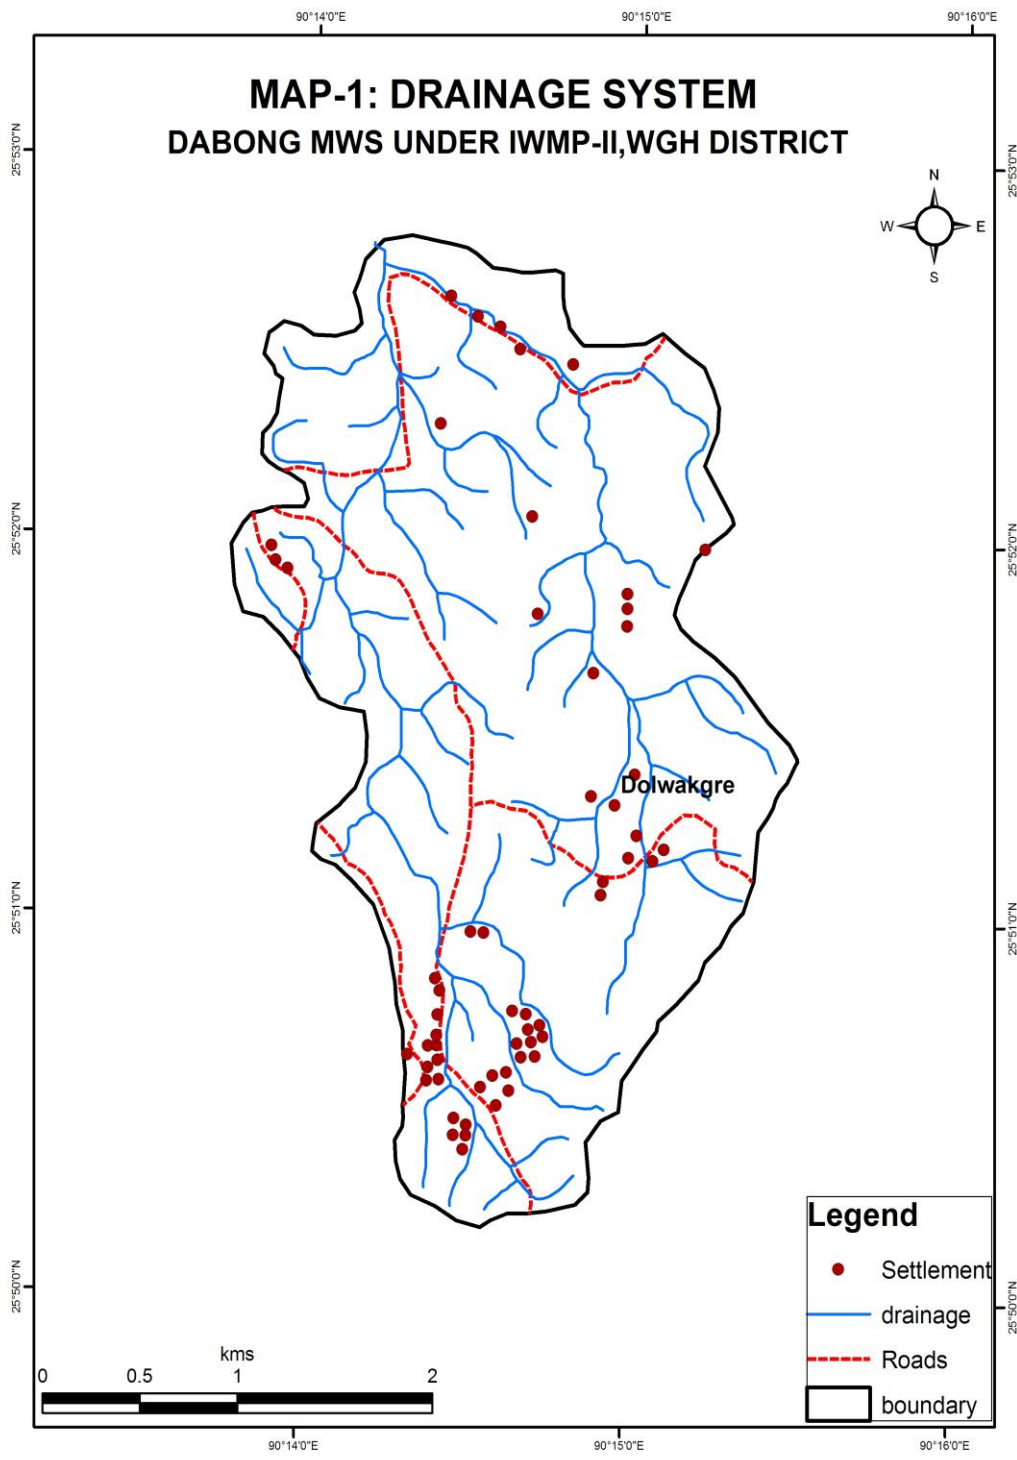 90°14'0"E
90°15'0"E
90°16'0"E
MAP-1: DRAINAGE SYSTEM
DABONG MWS UNDER IWMP-II,WGH DISTRICT
25°53'0"N
25°53'0"N
N
W
E
S
25°52'0"N
25°52'0"N
Dolwakgre
25°51'0"N
25°51'0"N
Legend
Settlement
drainage
Roads
boundary
25°50'0"N
25°50'0"N
kms
0 0.5 1 2
90°14'0"E
90°15'0"E
90°16'0"E